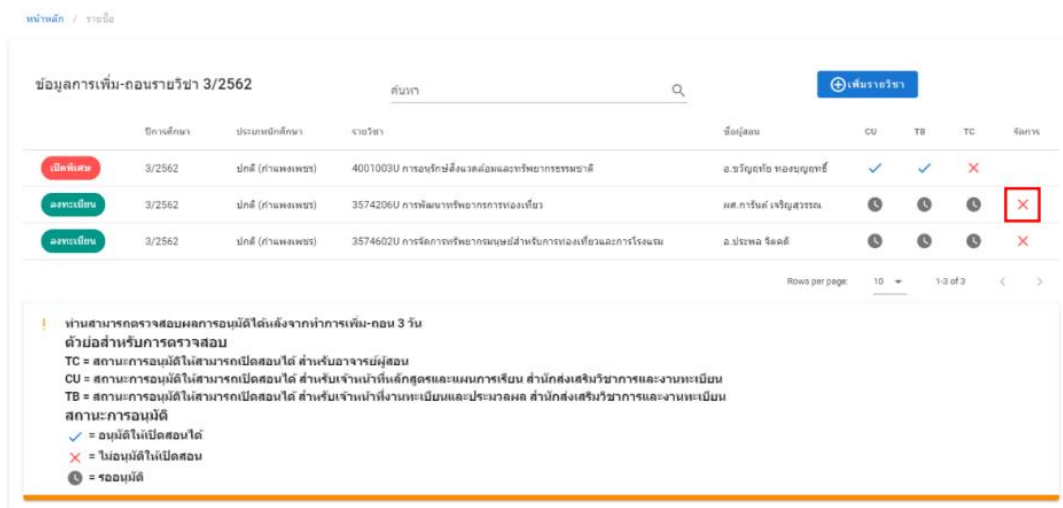 หน้าหลัก / รายชื่อ
ข้อมูลการเพิ่ม-ถอนรายวิชา 3/2562 ค้นหา เพิ่มรายวิชา
ปีการศึกษา ประเภทนักศึกษา รายวิชา ชื่อผู้สอน CU TB TC จัดการ
เปิดพิเศษ 3/2562 ปกติ (กำแพงเพชร) 4001003U การอนุรักษ์สิ่งแวดล้อมและทรัพยากรธรรมชาติ อ.ขวัญฤทัย ทองบุญฤทธิ์
ลงทะเบียน 3/2562 ปกติ (กำแพงเพชร) 3574206U การพัฒนาทรัพยากรการท่องเที่ยว ผศ.การันต์ เจริญสุวรรณ
ลงทะเบียน 3/2562 ปกติ (กำแพงเพชร) 3574602U การจัดการทรัพยากรมนุษย์สำหรับการท่องเที่ยวและการโรงแรม อ.ประพล จิตคติ
Rows per page: 10 1-3 of 3
! ท่านสามารถตรวจสอบผลการอนุมัติได้หลังจากทำการเพิ่ม-ถอน 3 วัน
ตัวย่อสำหรับการตรวจสอบ
TC = สถานะการอนุมัติให้สามารถเปิดสอนได้ สำหรับอาจารย์ผู้สอน
CU = สถานะการอนุมัติให้สามารถเปิดสอนได้ สำหรับเจ้าหน้าที่หลักสูตรและแผนการเรียน สำนักส่งเสริมวิชาการและงานทะเบียน
TB = สถานะการอนุมัติให้สามารถเปิดสอนได้ สำหรับเจ้าหน้าที่งานทะเบียนและประมวลผล สำนักส่งเสริมวิชาการและงานทะเบียน
สถานะการอนุมัติ
= อนุมัติให้เปิดสอนได้
= ไม่อนุมัติให้เปิดสอน
= รออนุมัติ